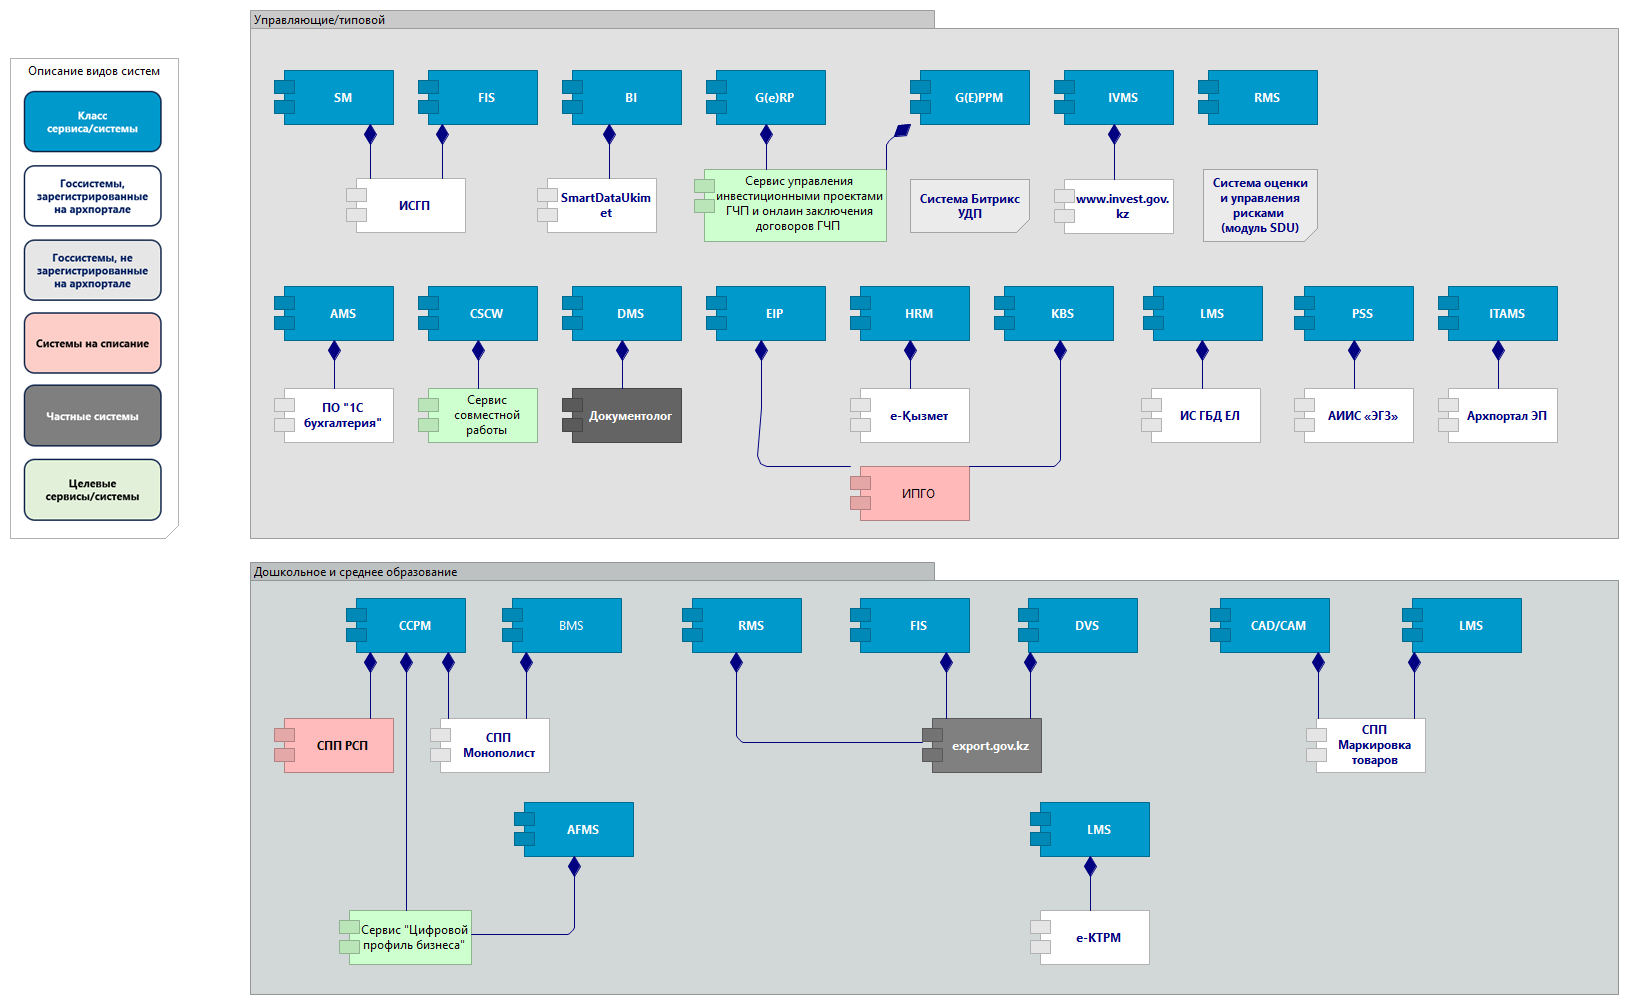 Описание видов систем
Класс
сервиса/системы
Госсистемы,
зарегистрированные
на архпортале
Госсистемы, не
зарегистрированные
на архпортале
Системы на списание
Частные системы
Целевые
сервисы/системы
Управляющие/типовой
SM
FIS
BI
G(e)RP
G(E)PPM
IVMS
RMS
ИСГП
SmartDataUkim
et
Сервис управления
инвестиционными проектами
ГЧП и онлаин заключения
договоров ГЧП
Система Битрикс
УДП
www.invest.gov.
kz
Система оценки
и управления
рисками
(модуль SDU)
AMS
CSCW
DMS
EIP
HRM
KBS
LMS
PSS
ITAMS
ПО "1С
бухгалтерия"
Сервис
совместной
работы
Документолог
е-Қызмет
ИС ГБД ЕЛ
АИИС «ЭГЗ»
Архпортал ЭП
ИПГО
Дошкольное и среднее образование
CCPM
BMS
RMS
FIS
DVS
CAD/CAM
LMS
СПП РСП
СПП
Монополист
export.gov.kz
СПП
Маркировка
товаров
AFMS
LMS
Сервис "Цифровой
профиль бизнеса"
е-КТРМ